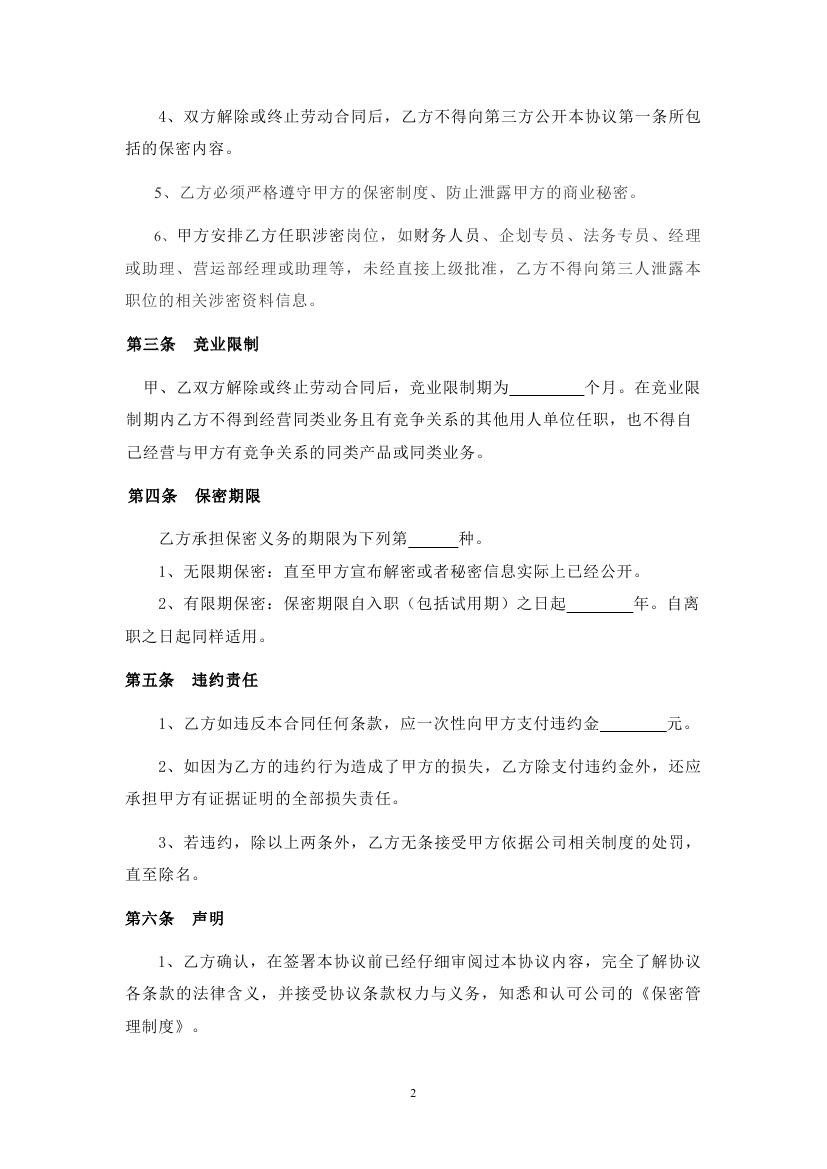 4、双方解除或终止劳动合同后，乙方不得向第三方公开本协议第一条所包
括的保密内容。
5、乙方必须严格遵守甲方的保密制度、防止泄露甲方的商业秘密。
6、甲方安排乙方任职涉密岗位，如财务人员、企划专员、法务专员、经理
或助理、营运部经理或助理等，未经直接上级批准，乙方不得向第三人泄露本
职位的相关涉密资料信息。
第三条　竞业限制
甲、乙双方解除或终止劳动合同后，竞业限制期为_________个月。在竞业限
制期内乙方不得到经营同类业务且有竞争关系的其他用人单位任职，也不得自
己经营与甲方有竞争关系的同类产品或同类业务。
第四条　保密期限
乙方承担保密义务的期限为下列第______种。
1、无限期保密：直至甲方宣布解密或者秘密信息实际上已经公开。
2、有限期保密：保密期限自入职（包括试用期）之日起________年。自离
职之日起同样适用。
第五条　违约责任
1、乙方如违反本合同任何条款，应一次性向甲方支付违约金________元。
2、如因为乙方的违约行为造成了甲方的损失，乙方除支付违约金外，还应
承担甲方有证据证明的全部损失责任。
3、若违约，除以上两条外，乙方无条接受甲方依据公司相关制度的处罚，
直至除名。
第六条　声明
1、乙方确认，在签署本协议前已经仔细审阅过本协议内容，完全了解协议
各条款的法律含义，并接受协议条款权力与义务，知悉和认可公司的《保密管
理制度》。
2